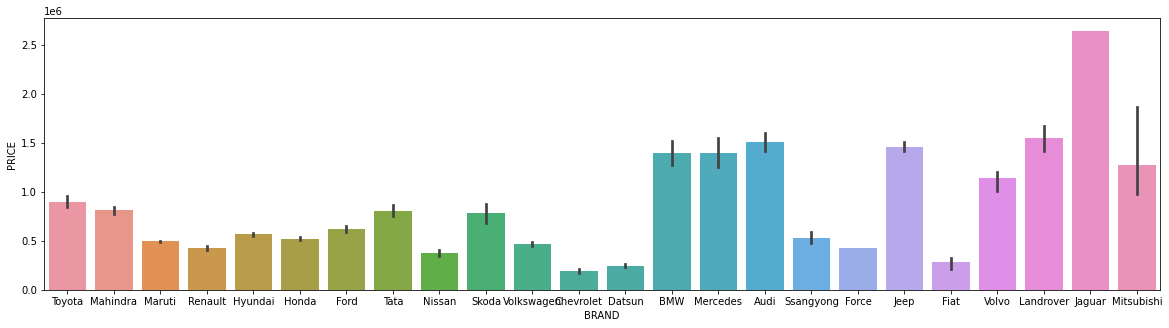 1e6
2.5
2.0
1.5
1.0
0.5
0.0
PRICE
Toyota Mahindra Maruti Renault Hyundai Honda Ford Tata Nissan Skoda Volkswagen Chevrolet Datsun BMW Mercedes Audi Ssangyong Force Jeep Fiat Volvo Landrover Jaguar Mitsubishi
BRAND